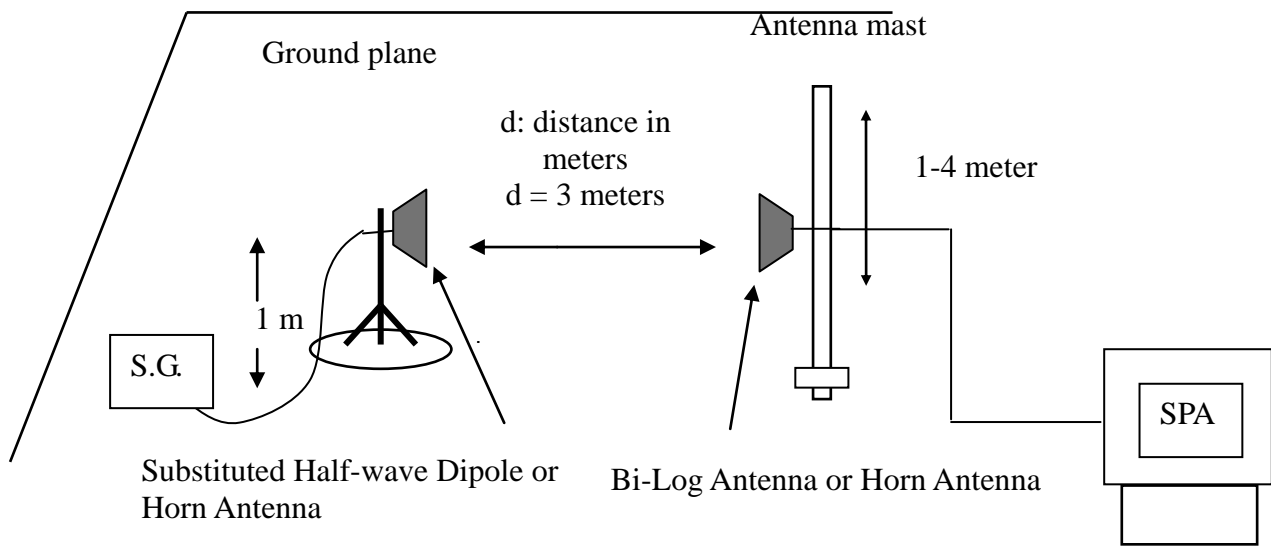 Antenna mast
Ground plane
d: distance in
meters
d = 3 meters
1-4 meter
1 m
S.G.
SPA
Substituted Half-wave Dipole or
Horn Antenna
Bi-Log Antenna or Horn Antenna